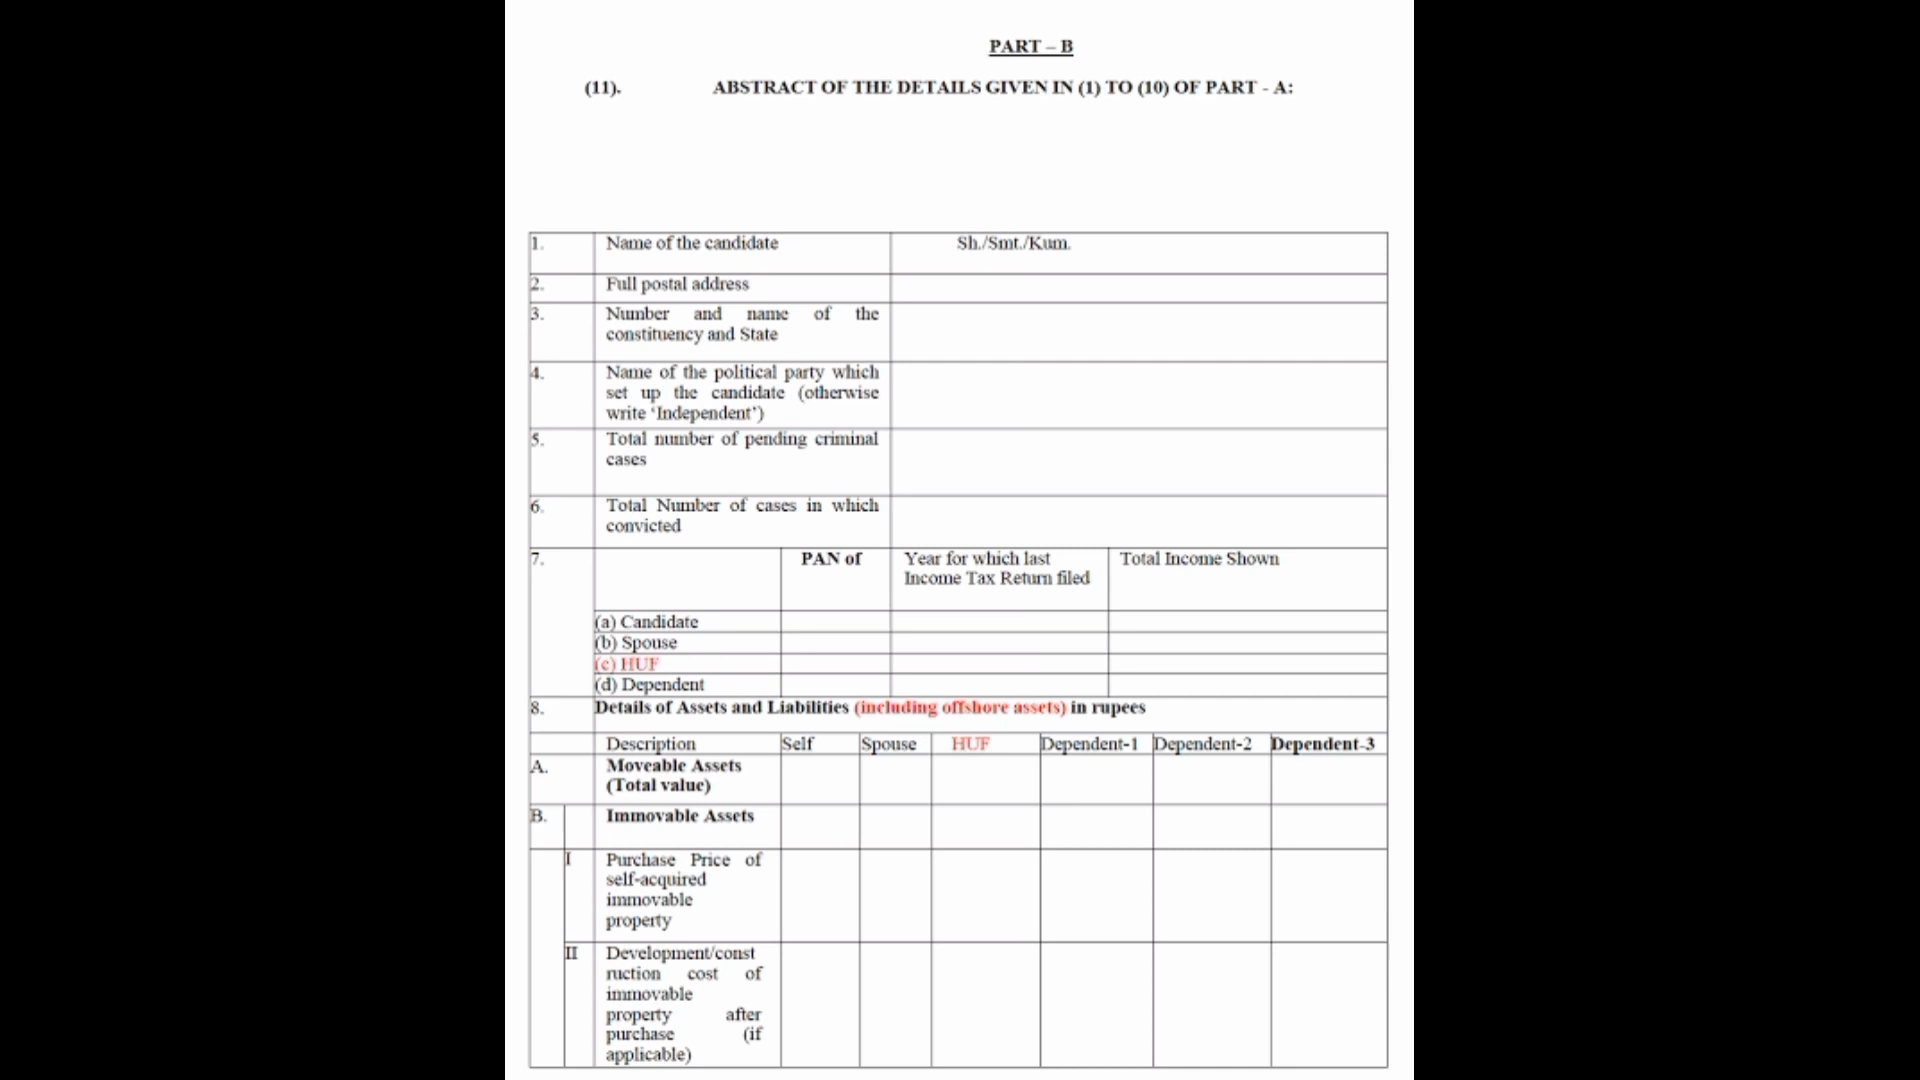 PART – B
(11). ABSTRACT OF THE DETAILS GIVEN IN (1) TO (10) OF PART - A:
1. Name of the candidate Sh./Smt./Kum.
2. Full postal address
3. Number and name of the
constituency and State
4. Name of the political party which
set up the candidate (otherwise
write ‘Independent’)
5. Total number of pending criminal
cases
6. Total Number of cases in which
convicted
7. PAN of Year for which last Total Income Shown
Income Tax Return filed
(a) Candidate
(b) Spouse
(c) HUF
(d) Dependent
8. Details of Assets and Liabilities (including offshore assets) in rupees
Description Self Spouse HUF Dependent-1 Dependent-2 Dependent-3
A. Moveable Assets
(Total value)
B. Immovable Assets
I Purchase Price of
self-acquired
immovable
property
II Development/const
ruction cost of
immovable
property after
purchase (if
applicable)